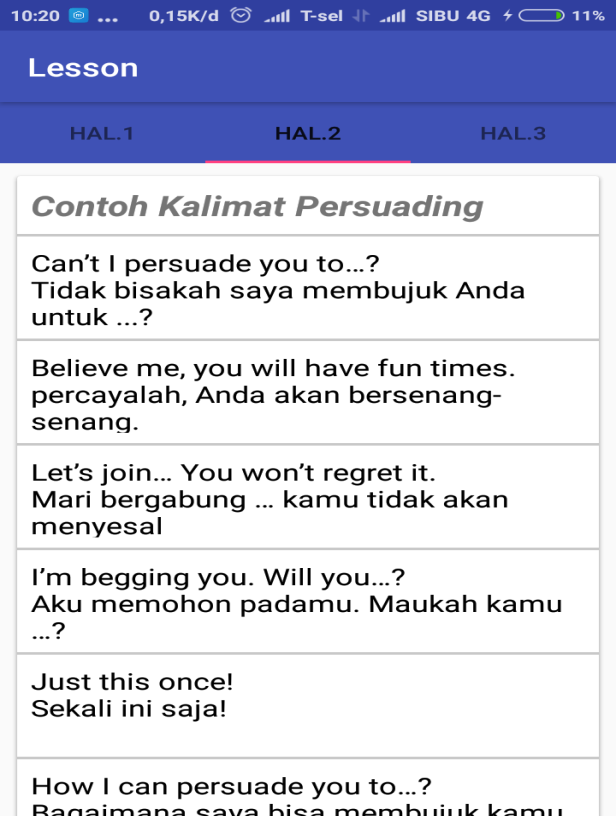 10:20 ... 0,15K/d T-sel SIBU 4G 11%
Lesson
HAL.1 HAL.2 HAL.3
Contoh Kalimat Persuading
Can't I persuade you to...?
Tidak bisakah saya membujuk Anda
untuk ...?
Believe me, you will have fun times.
percayalah, Anda akan bersenang-
senang.
Let's join... You won't regret it.
Mari bergabung ... kamu tidak akan
menyesal
I'm begging you. Will you...?
Aku memohon padamu. Maukah kamu
...?
Just this once!
Sekali ini saja!
How I can persuade you to...?
Bagaimana saya bisa membujuk kamu